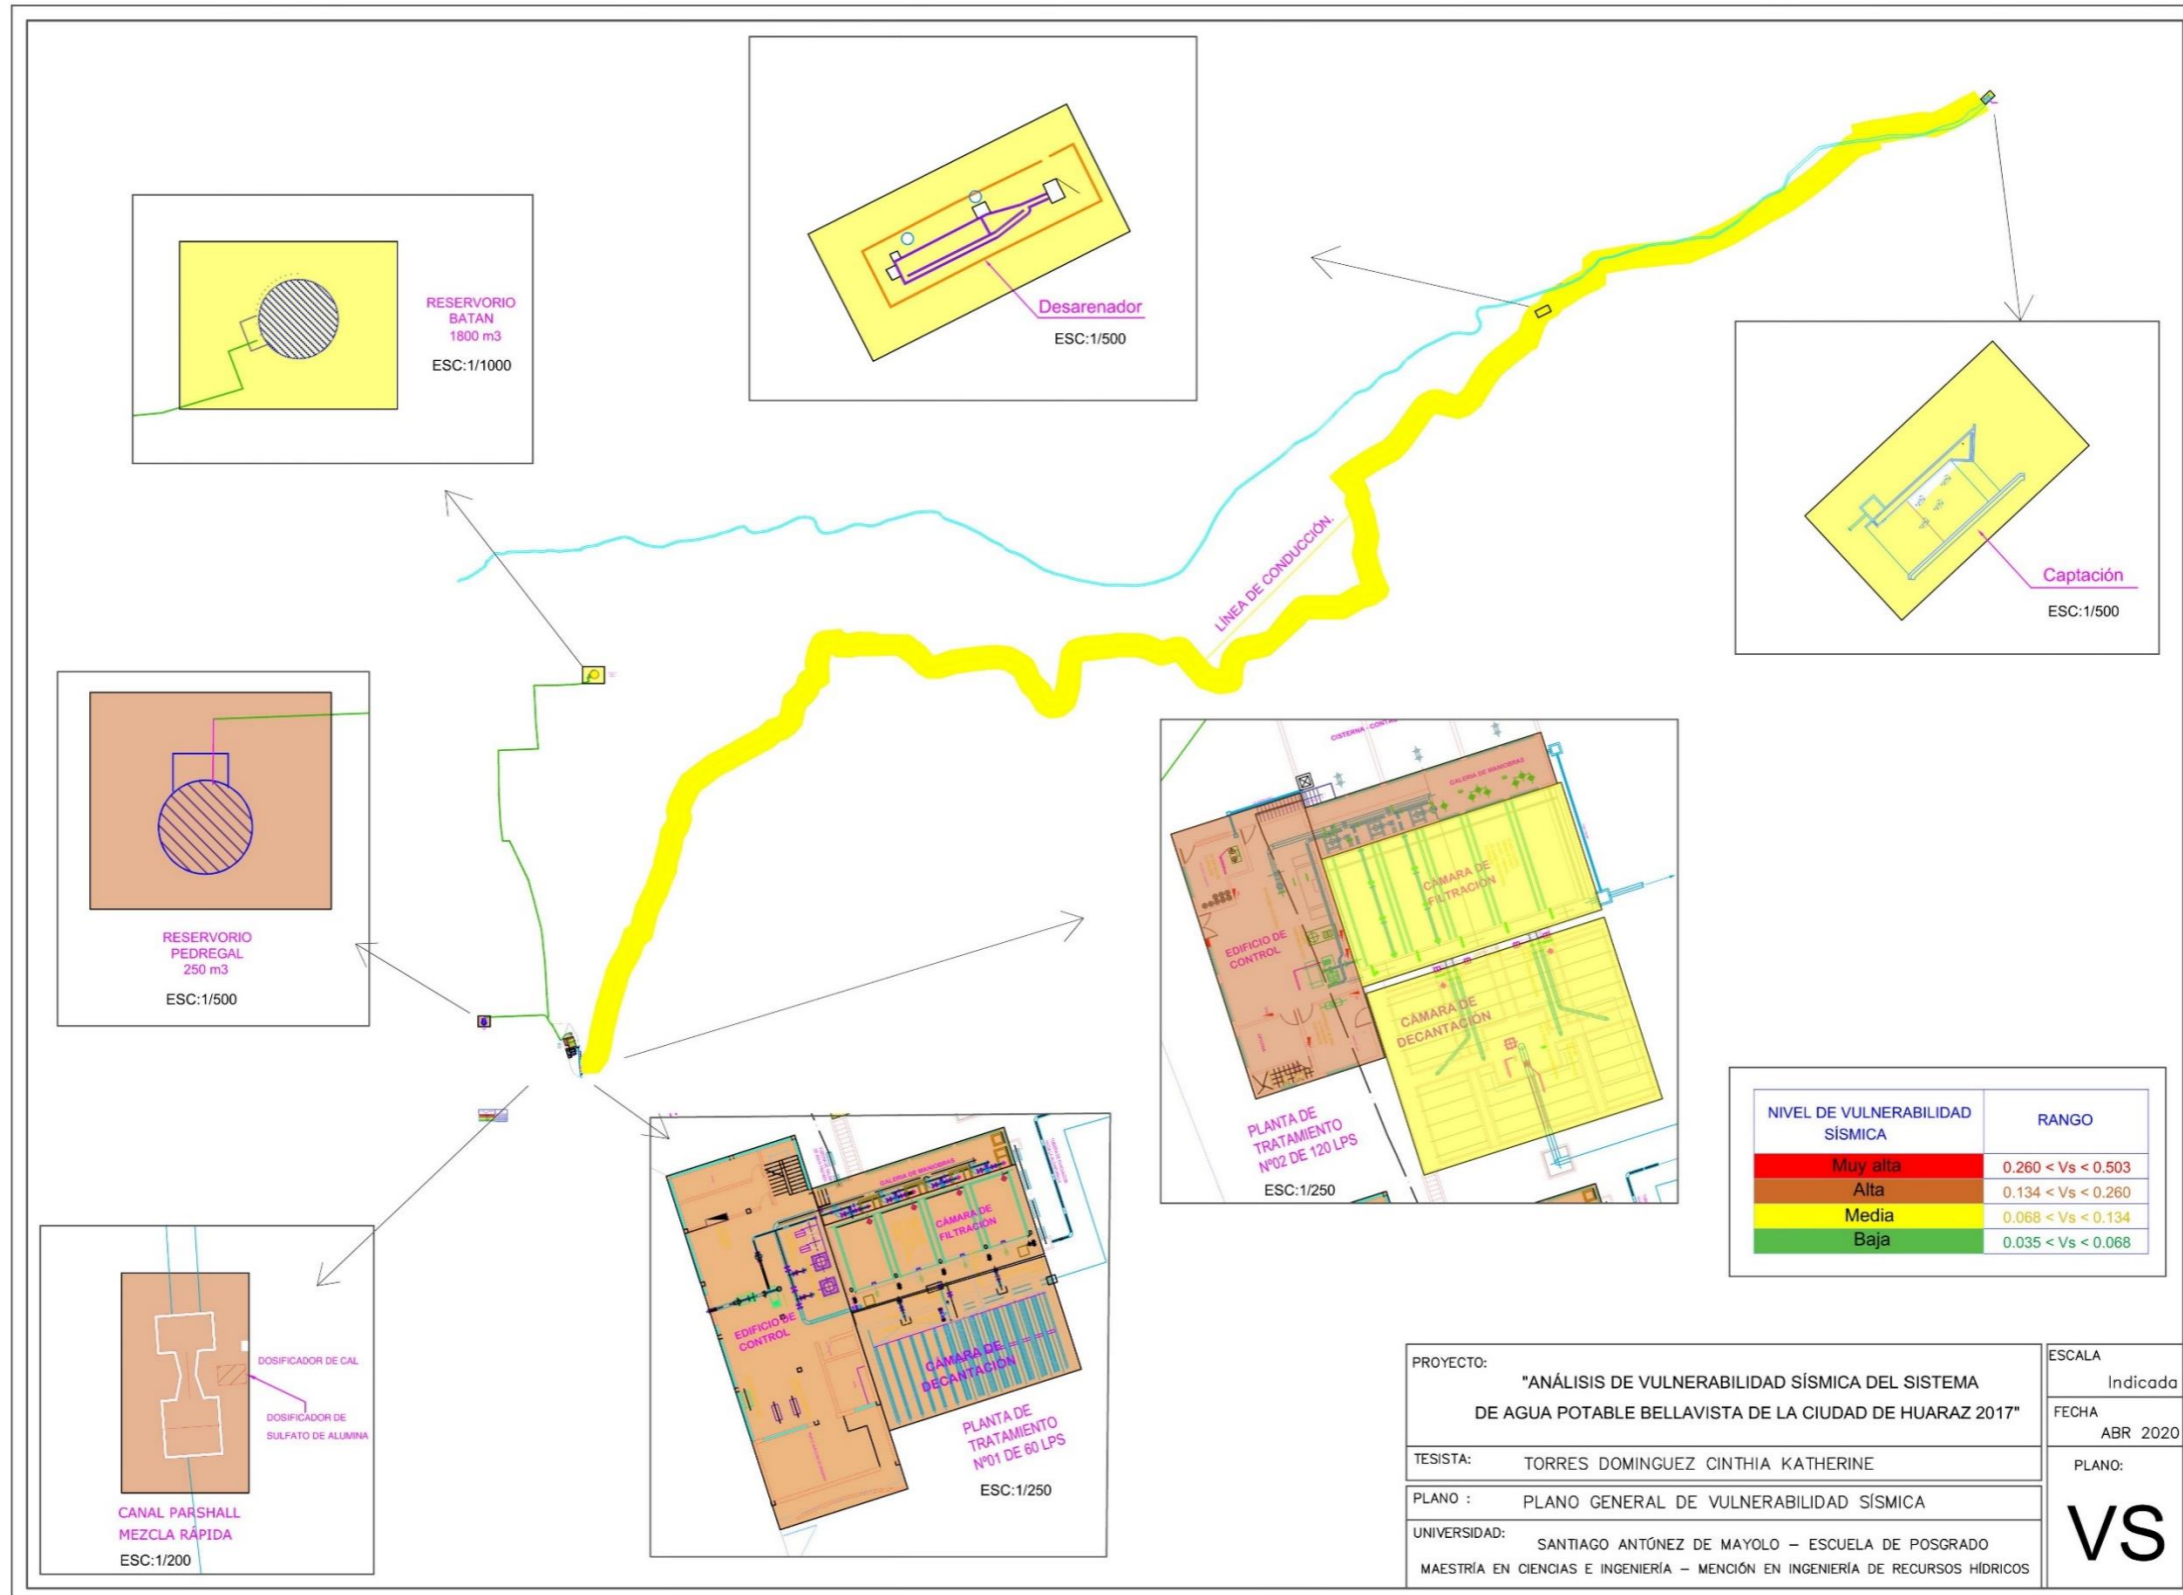 RESERVORIO
BATAN
1800 m3
ESC:1/1000
Desarenador
ESC:1/500
Captación
ESC:1/500
LÍNEA DE CONDUCCIÓN.
RESERVORIO
PEDREGAL
250 m3
ESC:1/500
GALERIA DE MANIOBRAS
CÁMARA DE
FILTRACIÓN
EDIFICIO DE
CONTROL
CÁMARA DE
DECANTACIÓN
PLANTA DE
TRATAMIENTO
Nº02 DE 120 LPS
ESC:1/250
GALERIA DE MANIOBRAS
CÁMARA DE
FILTRACIÓN
EDIFICIO DE
CONTROL
CÁMARA DE
DECANTACIÓN
PLANTA DE
TRATAMIENTO
Nº01 DE 60 LPS
ESC:1/250
DOSIFICADOR DE CAL
DOSIFICADOR DE
SULFATO DE ALUMINA
CANAL PARSHALL
MEZCLA RÁPIDA
ESC:1/200
NIVEL DE VULNERABILIDAD
SÍSMICA
RANGO
Muy alta 0.260 < Vs < 0.503
Alta 0.134 < Vs < 0.260
Media 0.068 < Vs < 0.134
Baja 0.035 < Vs < 0.068
PROYECTO:
"ANÁLISIS DE VULNERABILIDAD SÍSMICA DEL SISTEMA
DE AGUA POTABLE BELLAVISTA DE LA CIUDAD DE HUARAZ 2017"
TESISTA: TORRES DOMINGUEZ CINTHIA KATHERINE
PLANO : PLANO GENERAL DE VULNERABILIDAD SÍSMICA
UNIVERSIDAD: SANTIAGO ANTÚNEZ DE MAYOLO – ESCUELA DE POSGRADO
MAESTRÍA EN CIENCIAS E INGENIERÍA – MENCIÓN EN INGENIERÍA DE RECURSOS HÍDRICOS
ESCALA
Indicada
FECHA
ABR 2020
PLANO:
VS